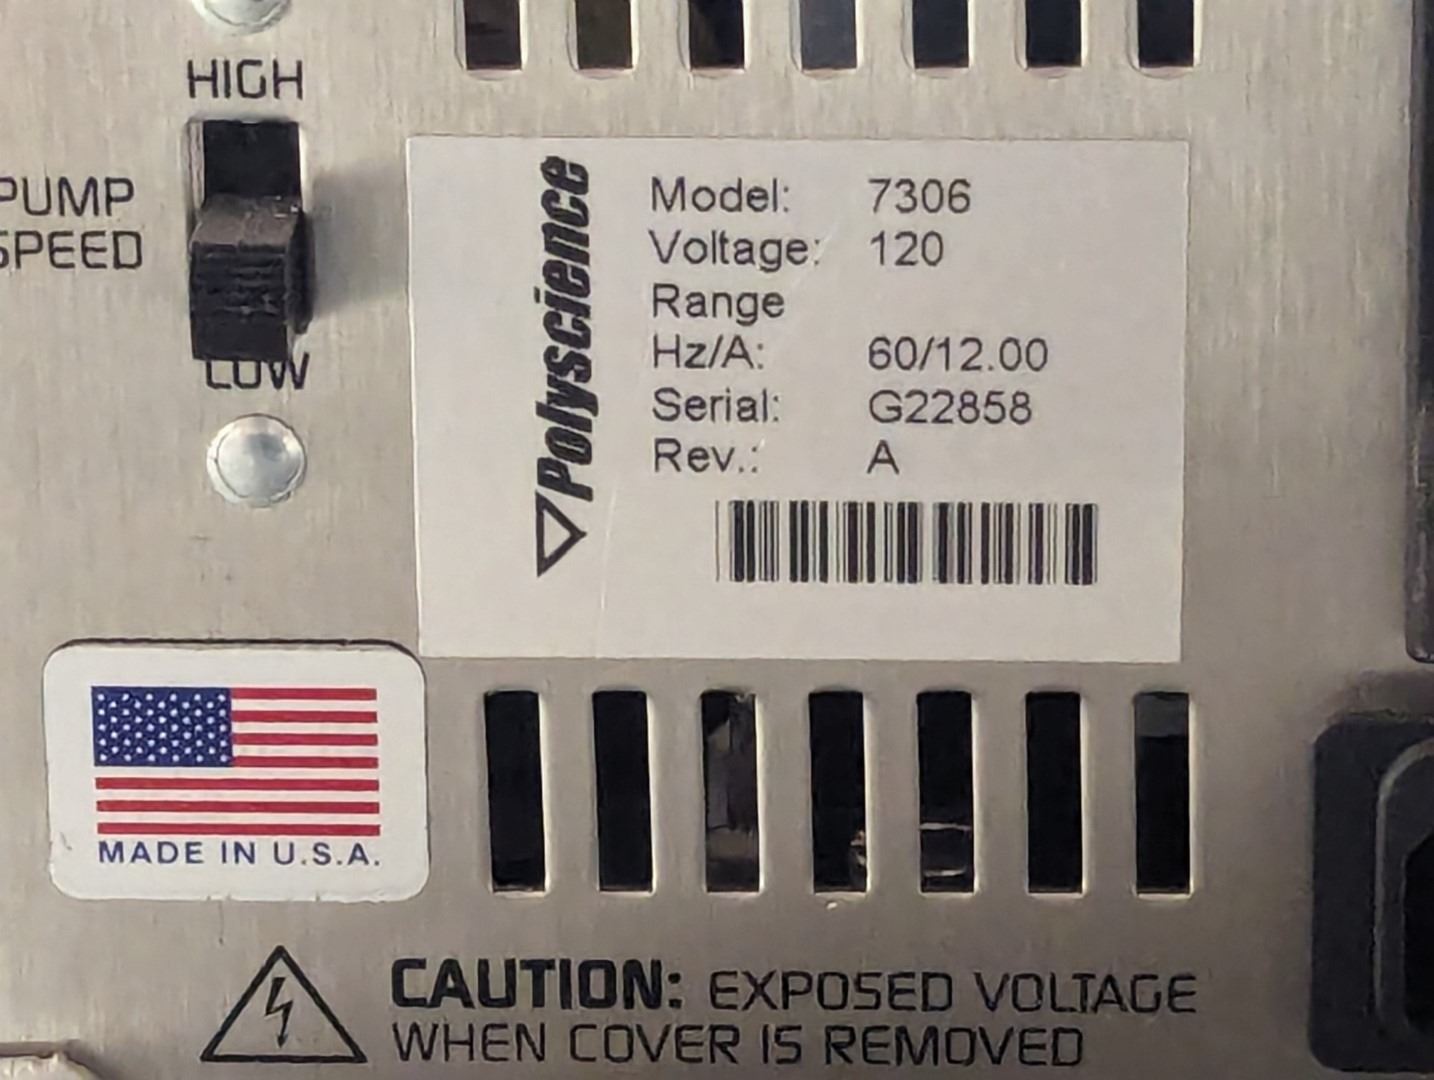 HIGH
PUMP
SPEED
LOW
Polyscience
Model: 7306
Voltage: 120
Range
Hz/A: 60/12.00
Serial: G22858
Rev.: A
MADE IN U.S.A.
CAUTION: EXPOSED VOLTAGE
WHEN COVER IS REMOVED